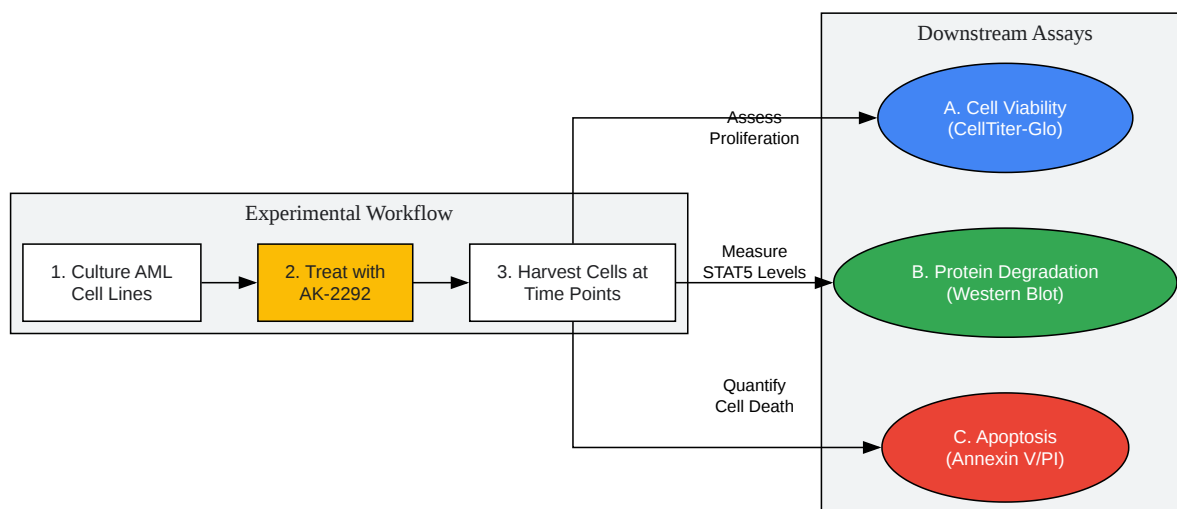 Downstream Assays
A. Cell Viability
(CellTiter-Glo)
Assess
Proliferation
Experimental Workflow
1. Culture AML
Cell Lines
2. Treat with
AK-2292
3. Harvest Cells at
Time Points
Measure
STAT5 Levels
B. Protein Degradation
(Western Blot)
Quantify
Cell Death
C. Apoptosis
(Annexin V/PI)